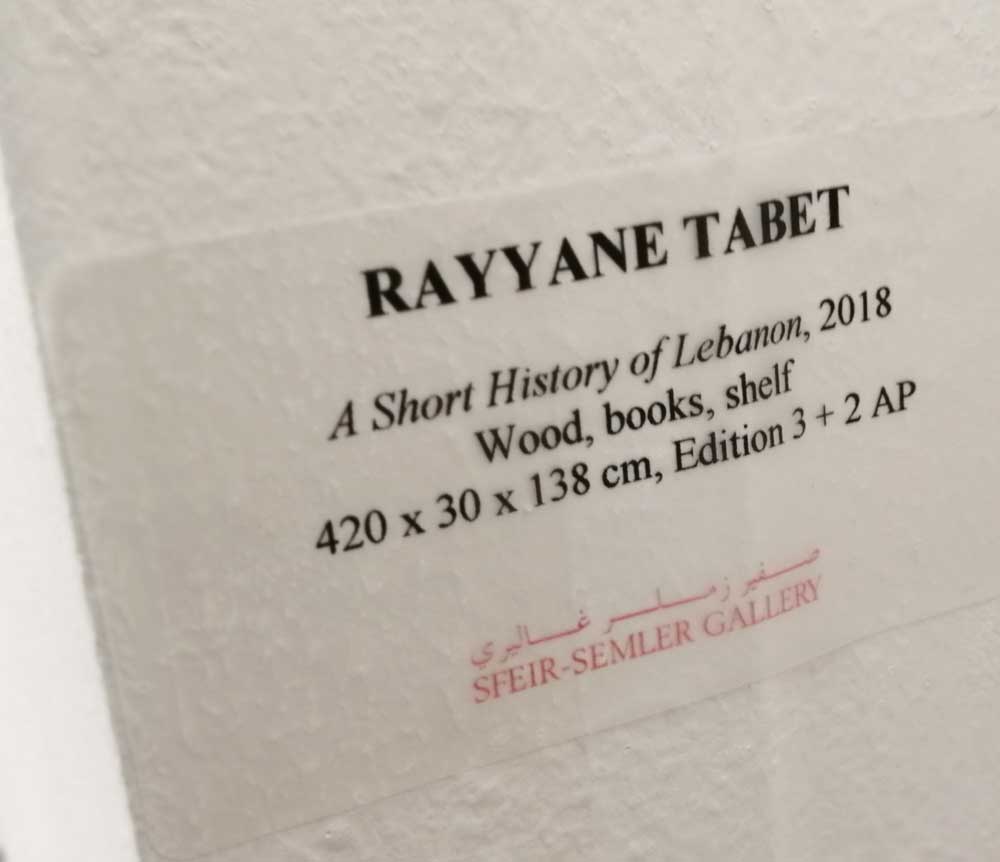 RAYYANE TABET
A Short History of Lebanon, 2018
Wood, books, shelf
420 x 30 x 138 cm, Edition 3 + 2 AP
صفير زملر غاليري
SFEIR-SEMLER GALLERY